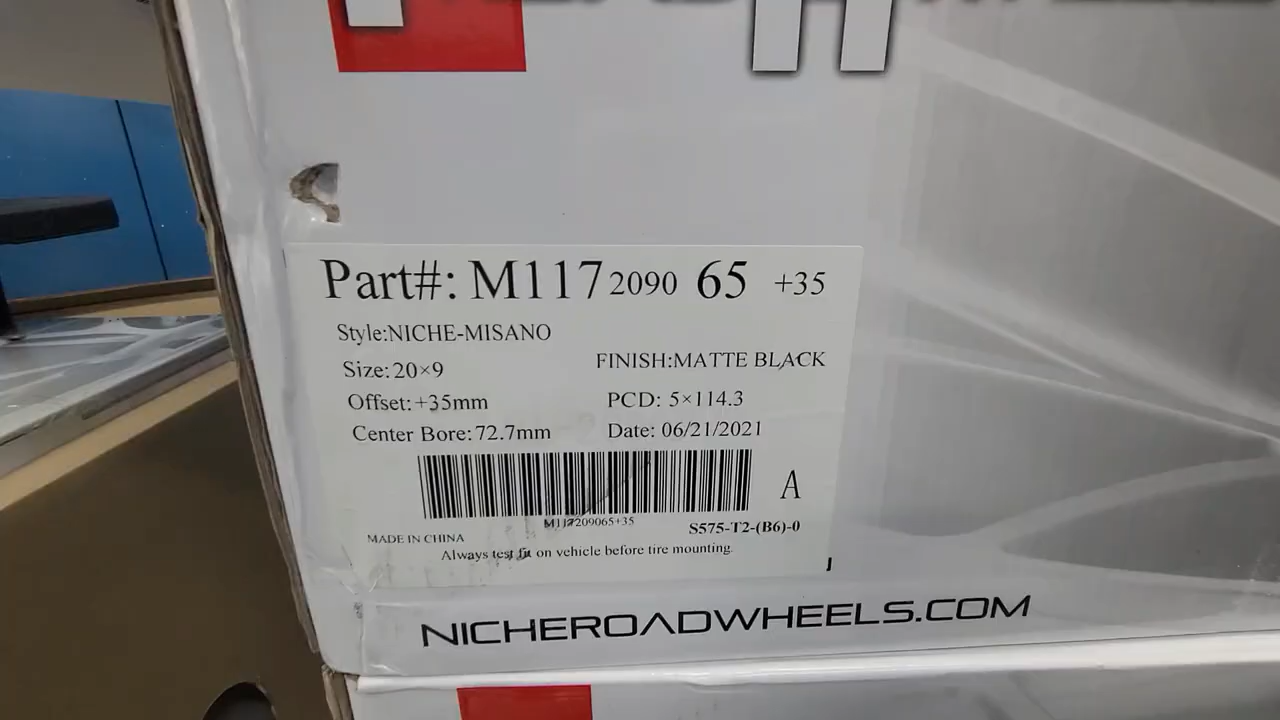 Part#: M117 2090 65 +35
Style:NICHE-MISANO
Size:20×9 FINISH:MATTE BLACK
Offset:+35mm PCD: 5×114.3
Center Bore:72.7mm Date: 06/21/2021
A
M117209065+35 S575-T2-(B6)-0
MADE IN CHINA
Always test fit on vehicle before tire mounting.
NICHEROADWHEELS.COM